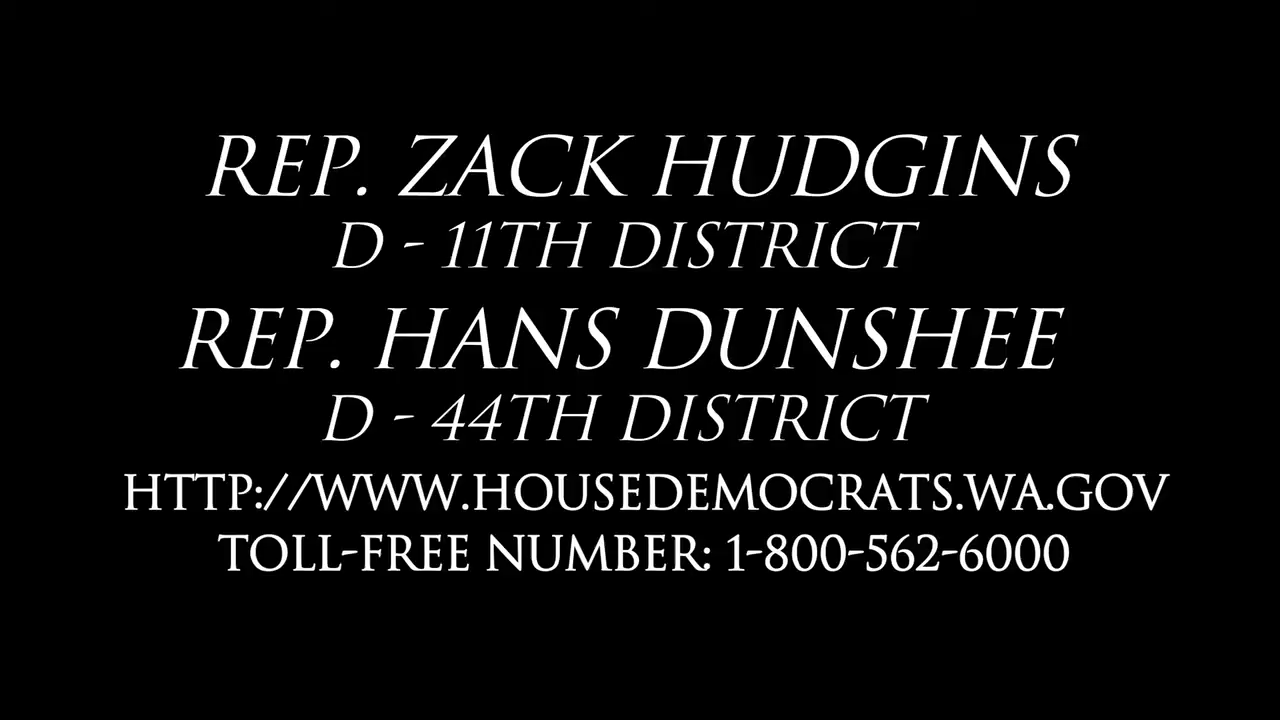 REP. ZACK HUDGINS
D - 11TH DISTRICT
REP. HANS DUNSHEE
D - 44TH DISTRICT
HTTP://WWW.HOUSEDEMOCRATS.WA.GOV
TOLL-FREE NUMBER: 1-800-562-6000